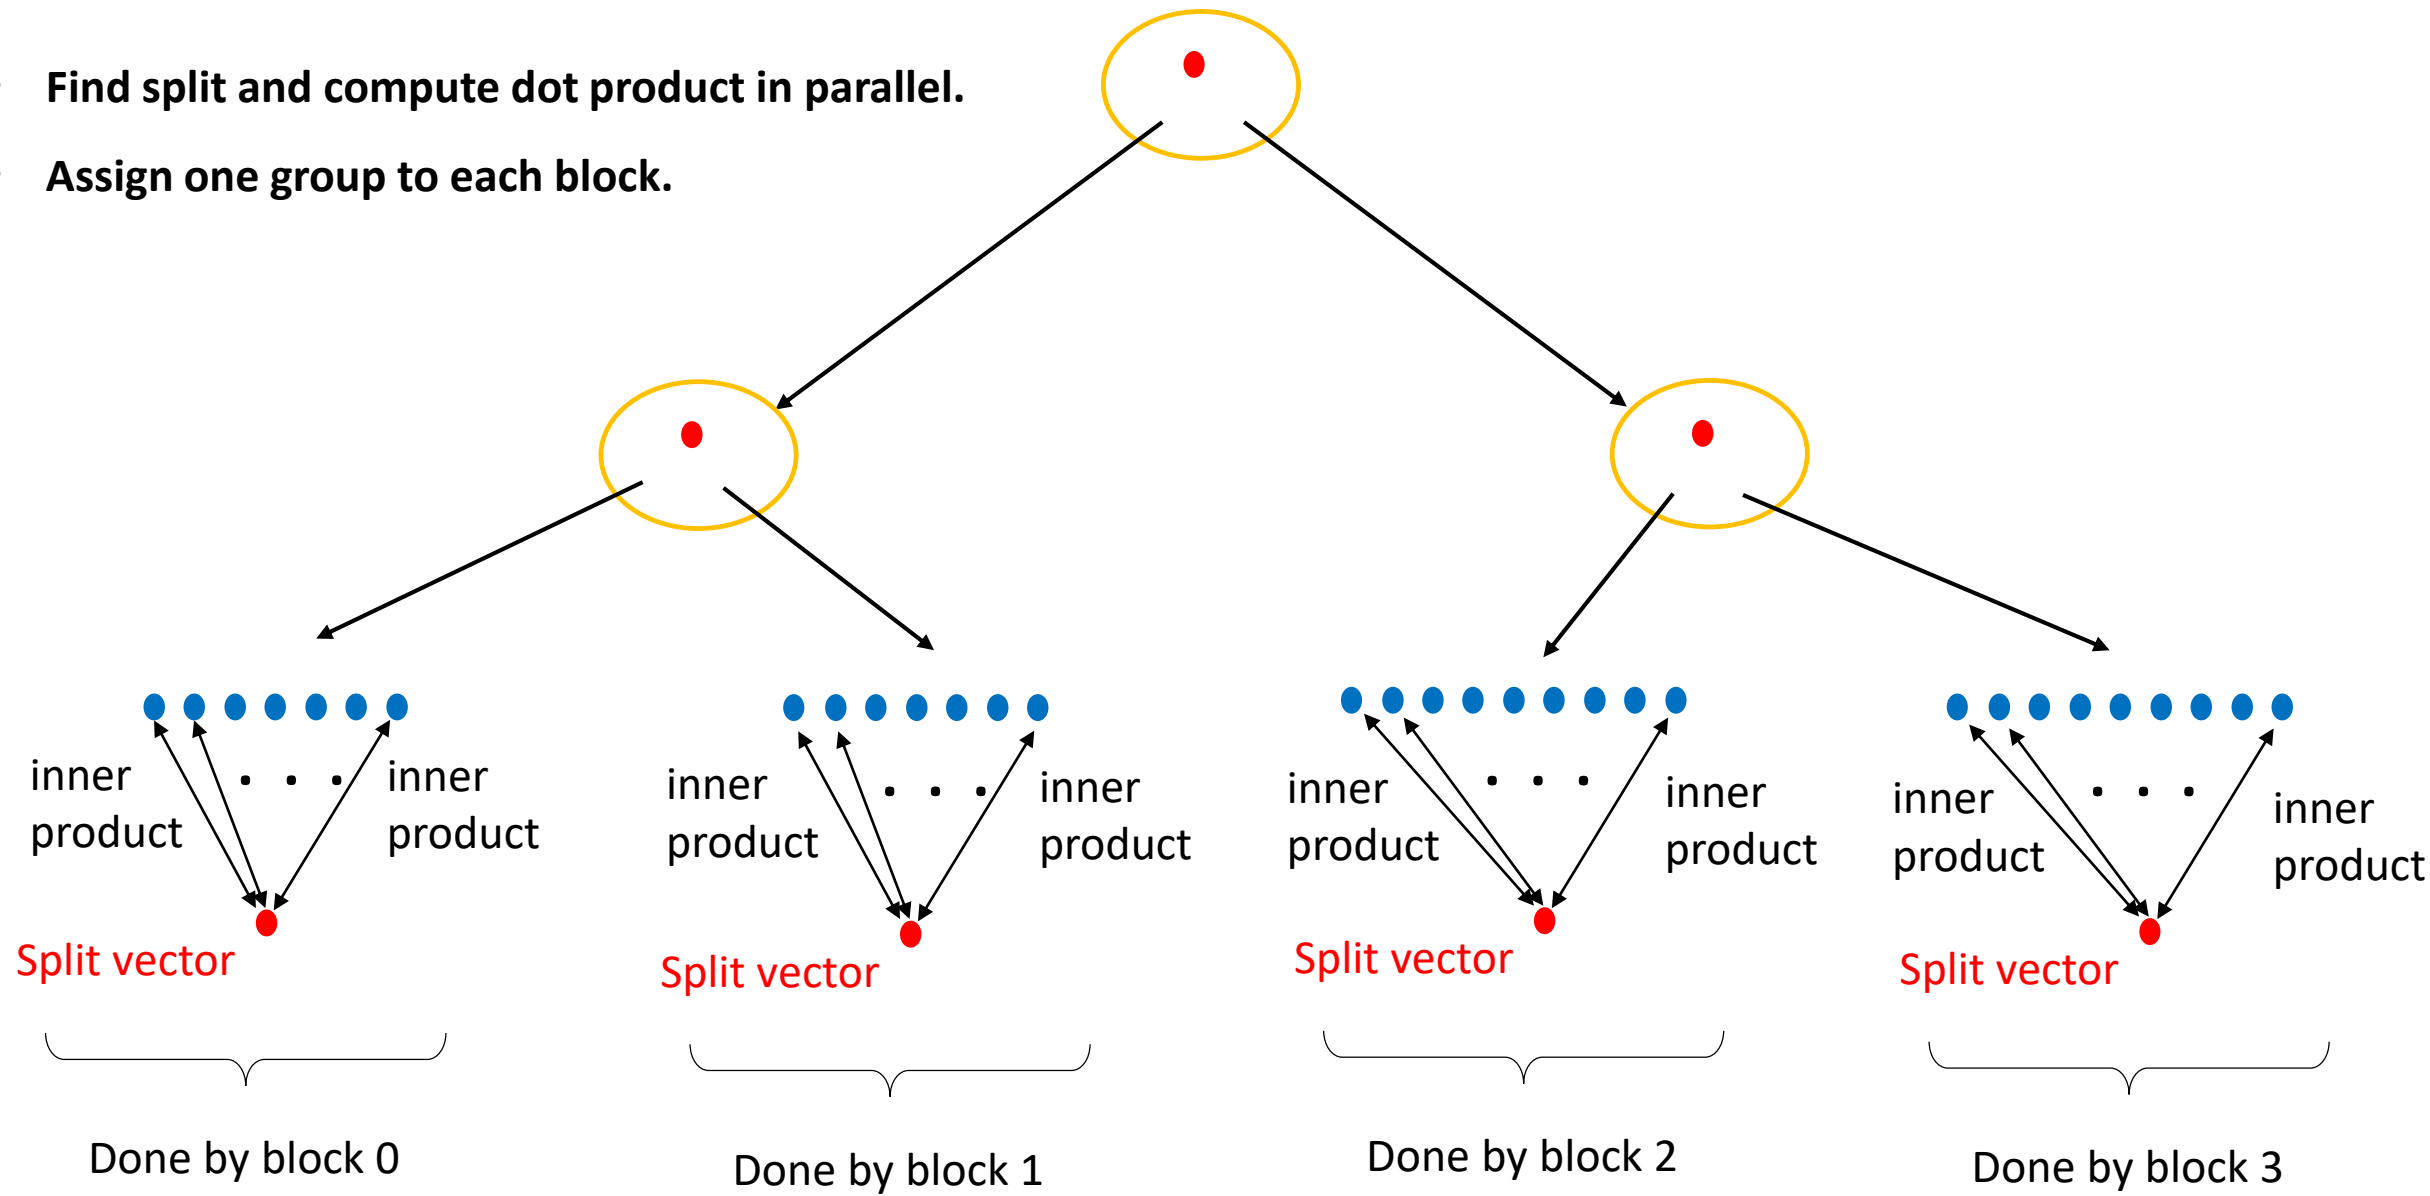 Find split and compute dot product in parallel.
Assign one group to each block.
inner
product
inner
product
Split vector
Done by block 0
inner
product
inner
product
Split vector
Done by block 1
inner
product
inner
product
Split vector
Done by block 2
inner
product
inner
product
Split vector
Done by block 3